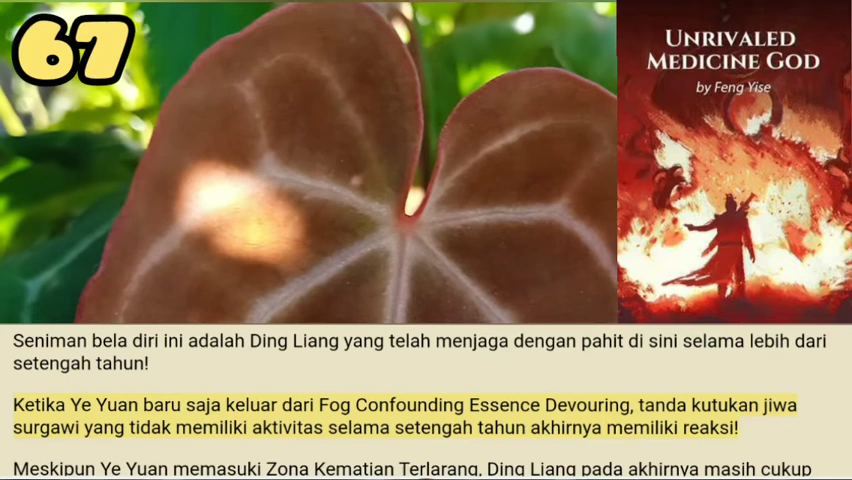 67
UNRIVALED
MEDICINE GOD
by Feng Yise
Seniman bela diri ini adalah Ding Liang yang telah menjaga dengan pahit di sini selama lebih dari
setengah tahun!
Ketika Ye Yuan baru saja keluar dari Fog Confounding Essence Devouring, tanda kutukan jiwa
surgawi yang tidak memiliki aktivitas selama setengah tahun akhirnya memiliki reaksi!
Meskipun Ye Yuan memasuki Zona Kematian Terlarang, Ding Liang pada akhirnya masih cukup